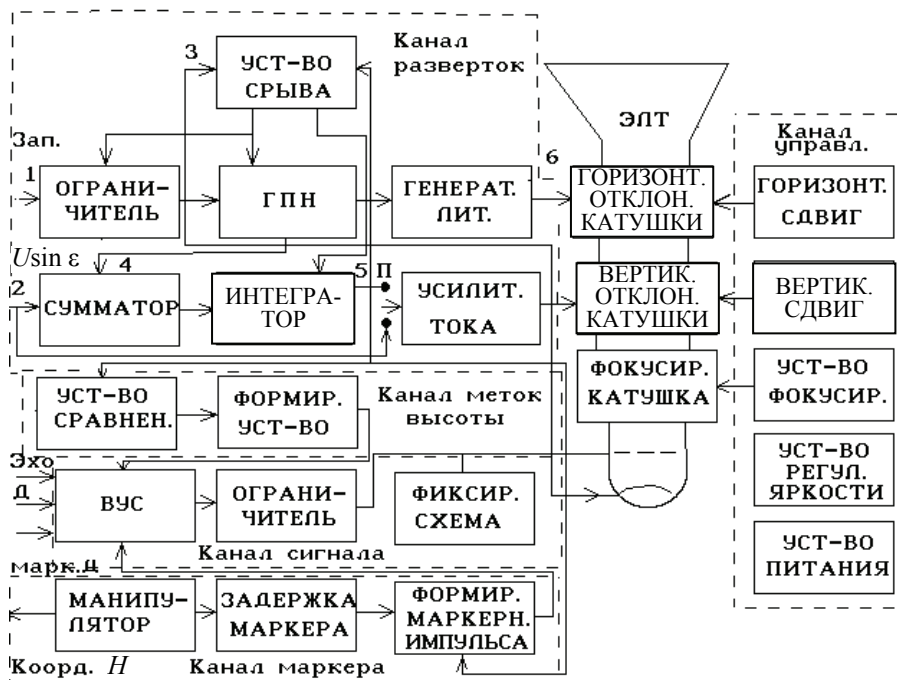 3
УСТ-ВО
СРЫВА
Канал
разверток
ЭЛТ
Канал
управл.
Зап.
1
ОГРАНИ-
ЧИТЕЛЬ
ГПН
ГЕНЕРАТ.
ЛИТ.
6
ГОРИЗОНТ.
ОТКЛОН.
КАТУШКИ
ГОРИЗОНТ.
СДВИГ
Usin ε
4
2
СУММАТОР
ИНТЕГРА-
ТОР
5
П
УСИЛИТ.
ТОКА
ВЕРТИК.
ОТКЛОН.
КАТУШКИ
ВЕРТИК.
СДВИГ
УСТ-ВО
СРАВНЕН.
ФОРМИР.
УСТ-ВО
Канал меток
высоты
ФОКУСИР.
КАТУШКА
УСТ-ВО
ФОКУСИР.
Эхо
Д
ВУС
ОГРАНИ-
ЧИТЕЛЬ
ФИКСИР.
СХЕМА
УСТ-ВО
РЕГУЛ.
ЯРКОСТИ
Канал сигнала
марк.Д
УСТ-ВО
ПИТАНИЯ
МАНИПУ-
ЛЯТОР
ЗАДЕРЖКА
МАРКЕРА
ФОРМИР.
МАРКЕРН.
ИМПУЛЬСА
Коорд. H
Канал маркера